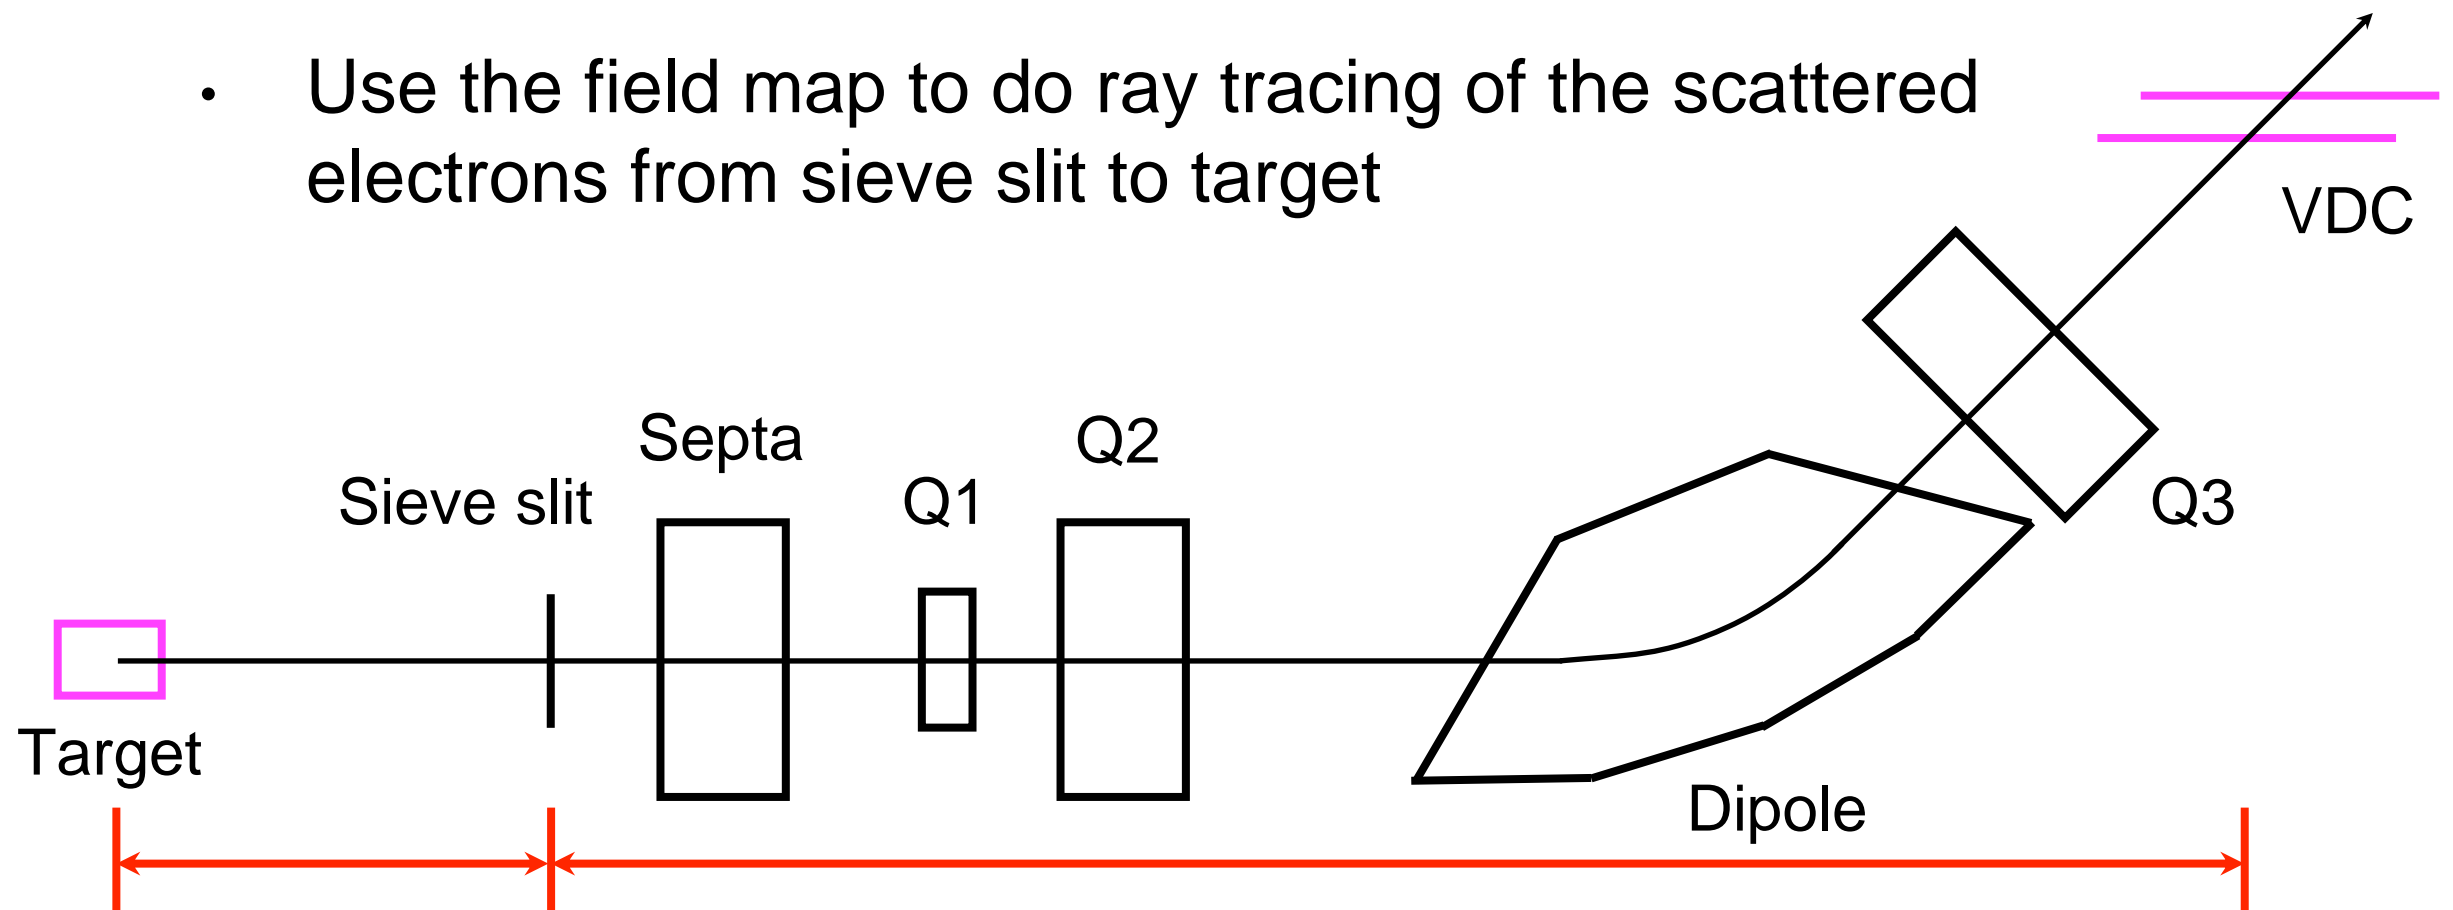 • Use the field map to do ray tracing of the scattered
electrons from sieve slit to target
VDC
Septa
Q2
Sieve slit
Q1
Q3
Target
Dipole